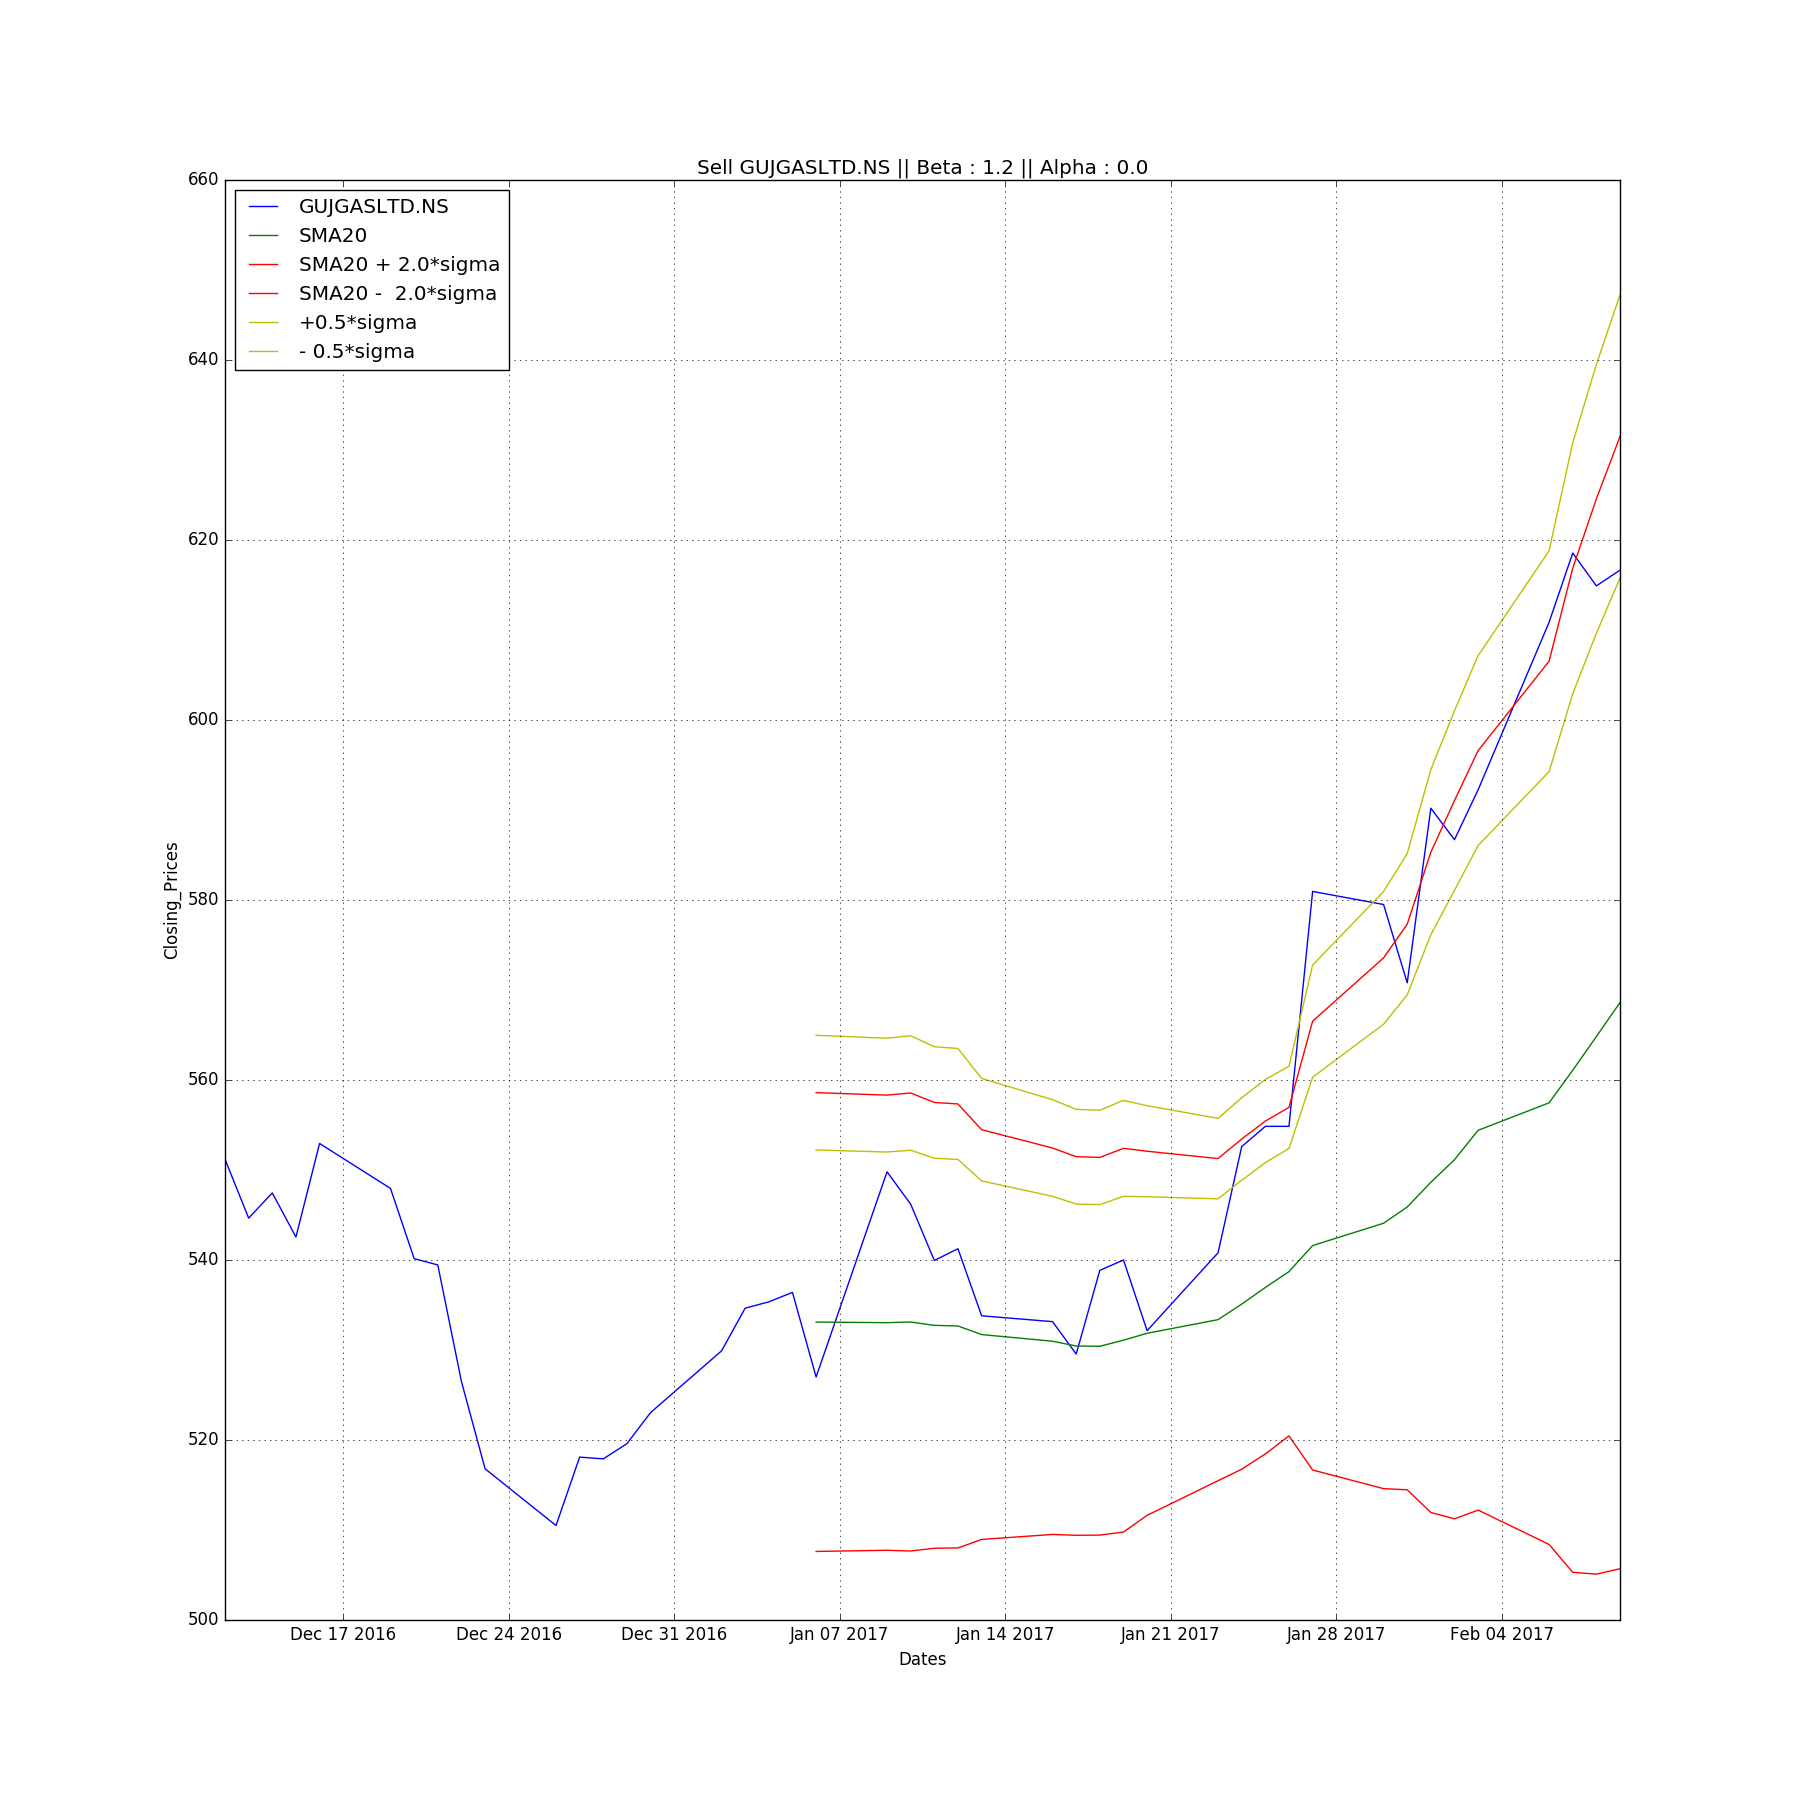 Sell GUJGASLTD.NS || Beta : 1.2 || Alpha : 0.0
GUJGASLTD.NS
SMA20
SMA20 + 2.0*sigma
SMA20 -  2.0*sigma
+0.5*sigma
- 0.5*sigma
660
640
620
600
580
560
540
520
500
Closing_Prices
Dec 17 2016 Dec 24 2016 Dec 31 2016 Jan 07 2017 Jan 14 2017 Jan 21 2017 Jan 28 2017 Feb 04 2017
Dates